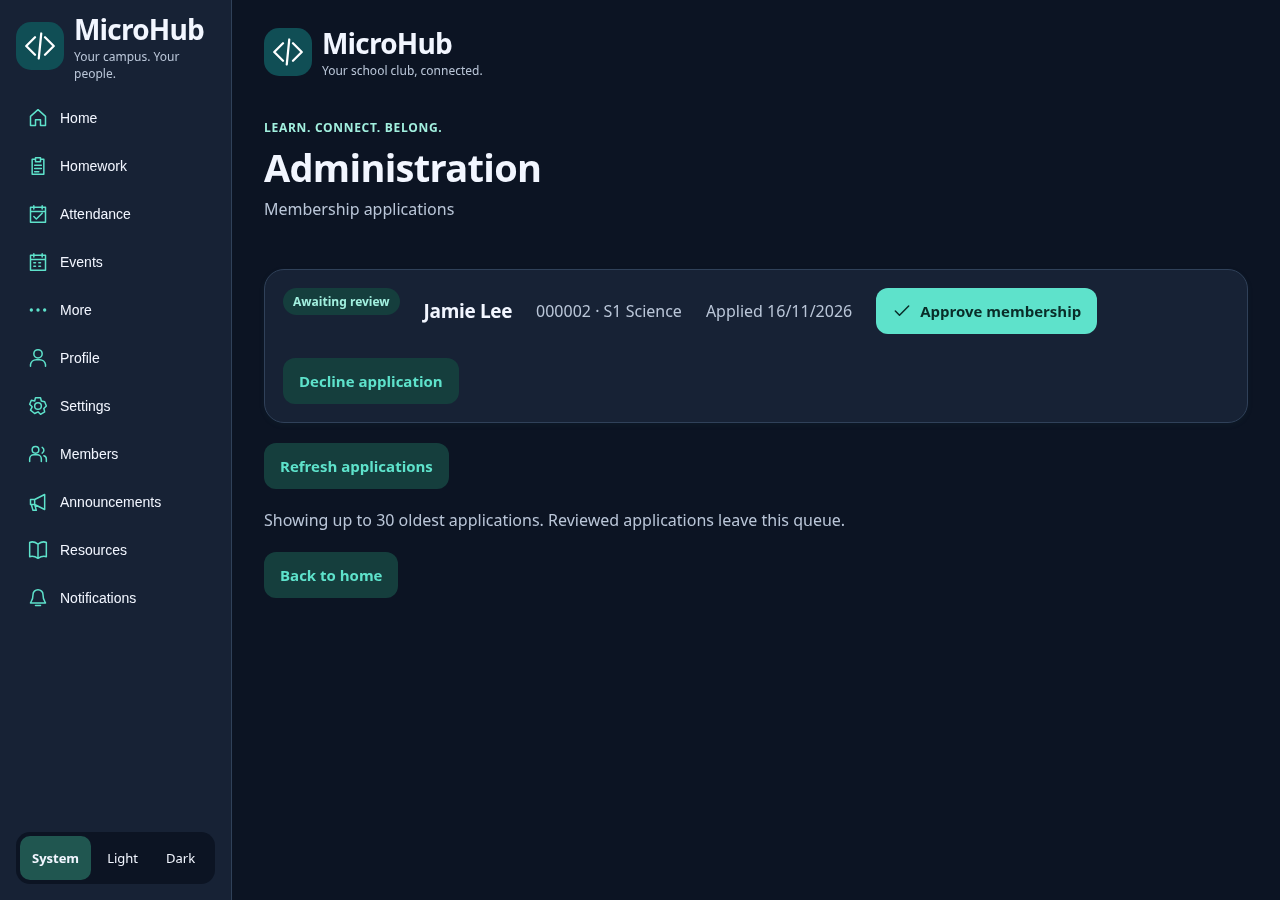 MicroHub
Your campus. Your
people.
Home
Homework
Attendance
Events
More
Profile
Settings
Members
Announcements
Resources
Notifications
System Light Dark
MicroHub
Your school club, connected.
LEARN. CONNECT. BELONG.
Administration
Membership applications
Awaiting review Jamie Lee 000002 · S1 Science Applied 16/11/2026 Approve membership
Decline application
Refresh applications
Showing up to 30 oldest applications. Reviewed applications leave this queue.
Back to home